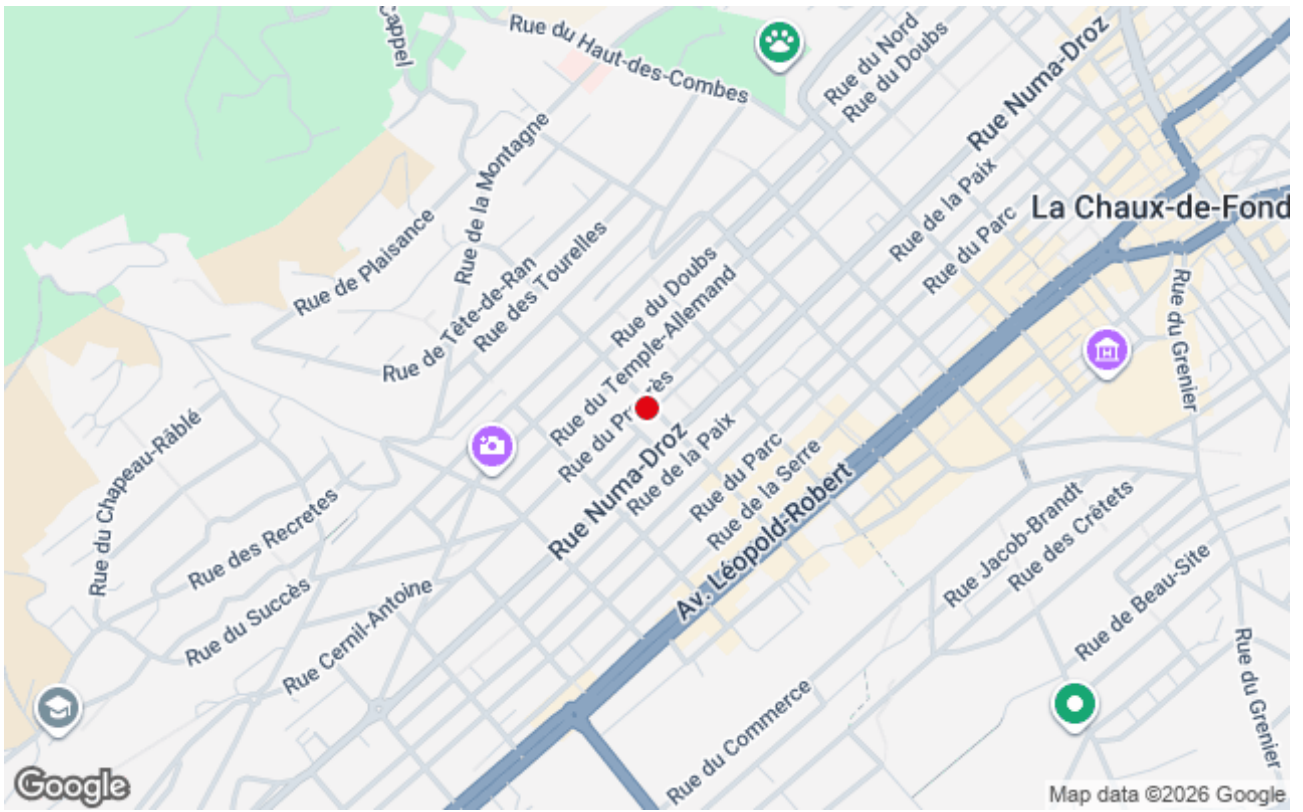 Cappel
Rue du Haut-des-Combes
Rue du Nord
Rue du Doubs
Rue Numa-Droz
Rue de la Montagne
Rue de Plaisance
Rue de la Paix
Rue du Parc
La Chaux-de-Fond
Rue de Tête-de-Ran
Rue des Tourelles
Rue du Doubs
Rue du Temple-Allemand
Rue du Pr rès
Rue du Grenier
Rue Numa-Droz
Rue de la Paix
Rue du Parc
Rue de la Serre
Av. Léopold-Robert
Rue du Chapeau-Râblé
Rue des Recretes
Rue du Succès
Rue Cernil-Antoine
Rue Jacob-Brandt
Rue des Crêtets
Rue de Beau-Site
Rue du Grenier
Rue du Commerce
Google
Map data ©2026 Google